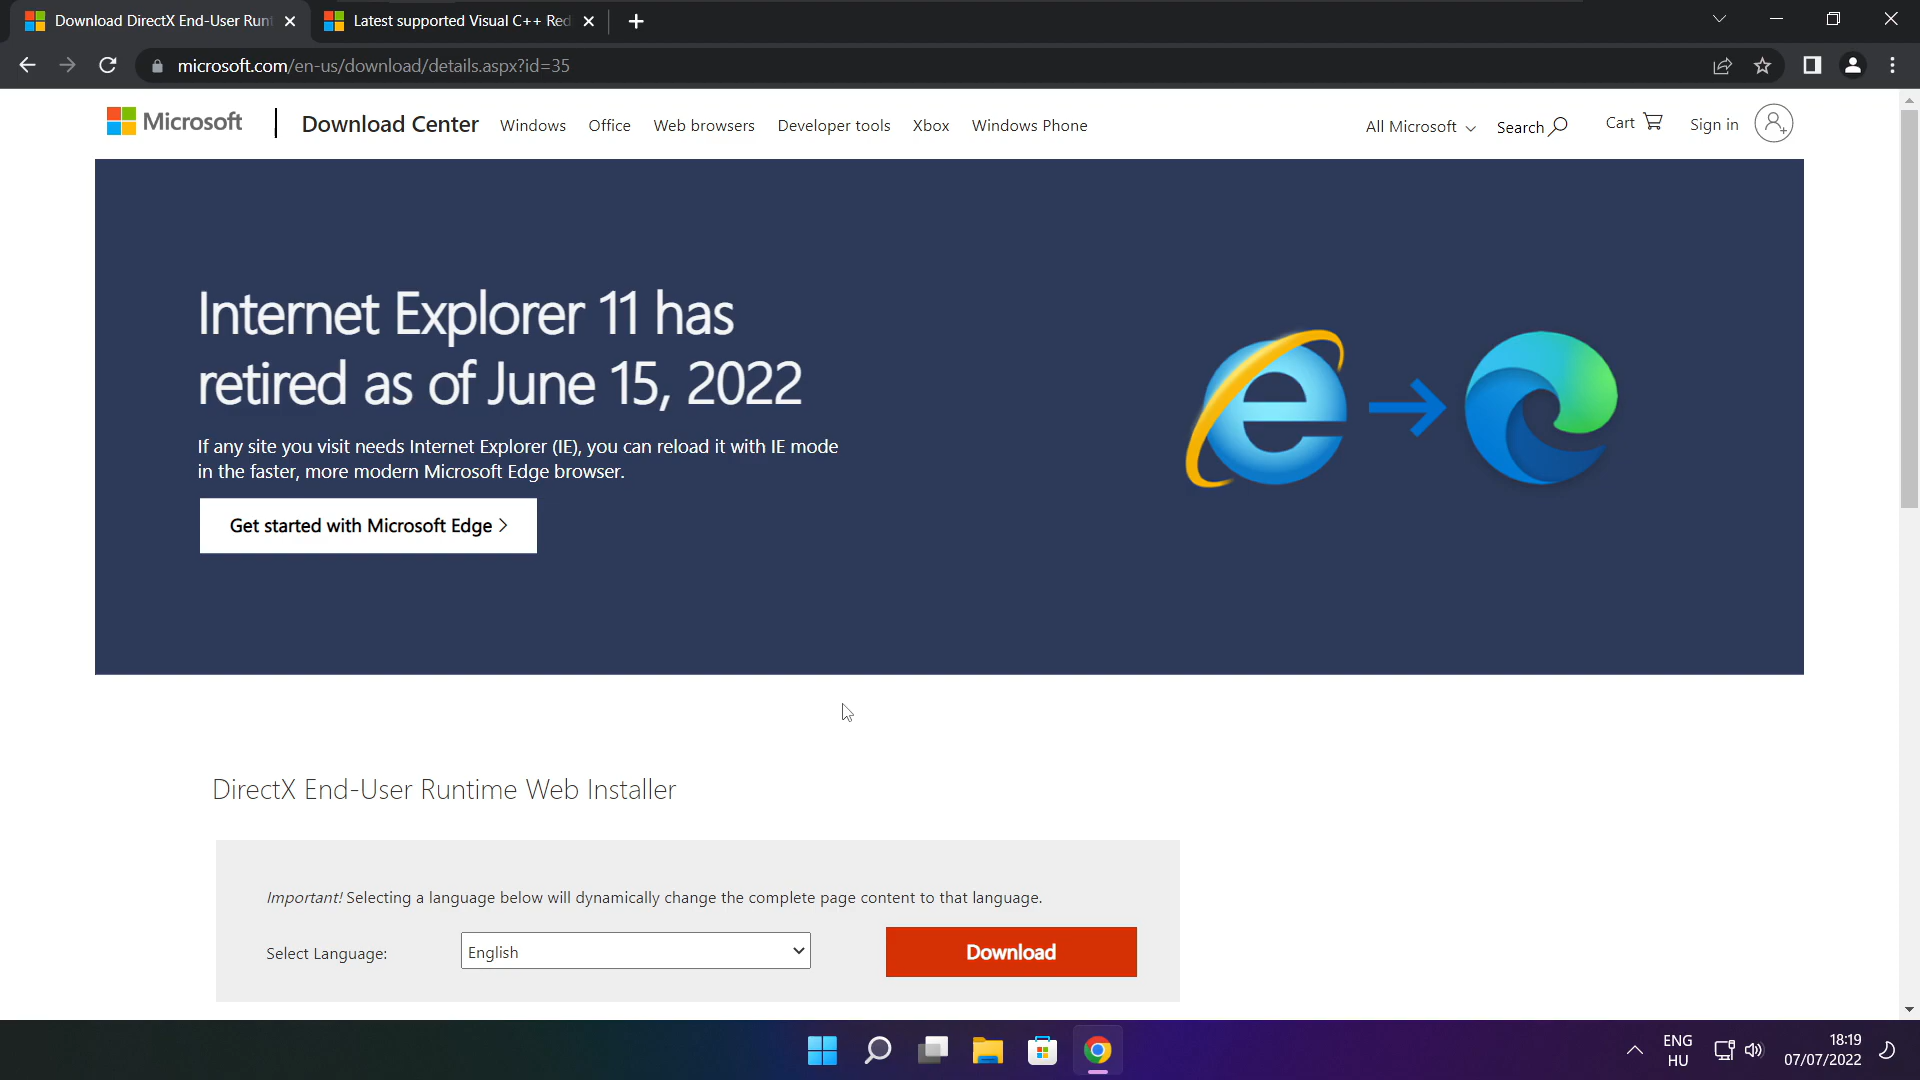 Download DirectX End-User Runt
Latest supported Visual C++ Red
microsoft.com/en-us/download/details.aspx?id=35
Microsoft
Download Center
Windows
Office
Web browsers
Developer tools
Xbox
Windows Phone
All Microsoft
Search
Cart
Sign in
Internet Explorer 11 has
retired as of June 15, 2022
If any site you visit needs Internet Explorer (IE), you can reload it with IE mode
in the faster, more modern Microsoft Edge browser.
Get started with Microsoft Edge >
DirectX End-User Runtime Web Installer
Important! Selecting a language below will dynamically change the complete page content to that language.
Select Language:
English
Download
ENG
HU
18:19
07/07/2022